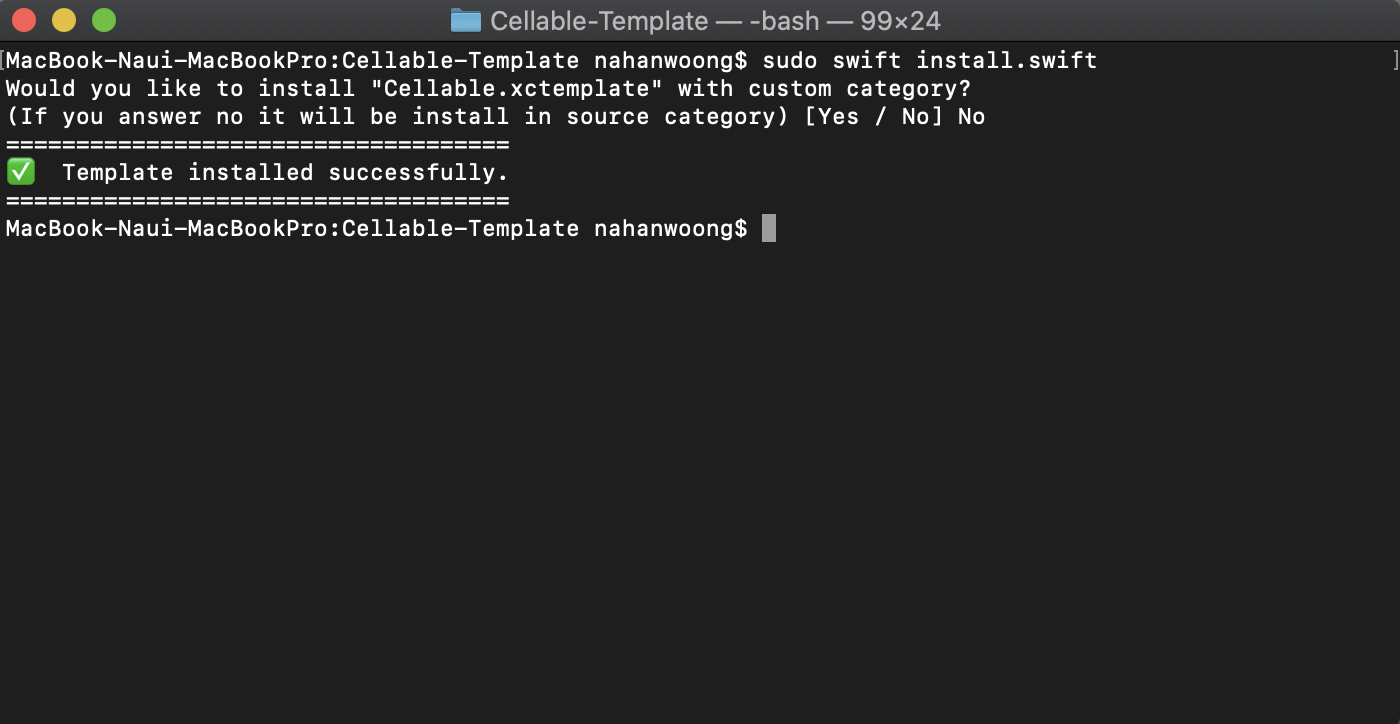 Cellable-Template — -bash — 99×24
[MacBook-Naui-MacBookPro:Cellable-Template nahanwoong$ sudo swift install.swift ]
Would you like to install "Cellable.xctemplate" with custom category?
(If you answer no it will be install in source category) [Yes / No] No
====================================
✅  Template installed successfully.
====================================
MacBook-Naui-MacBookPro:Cellable-Template nahanwoong$